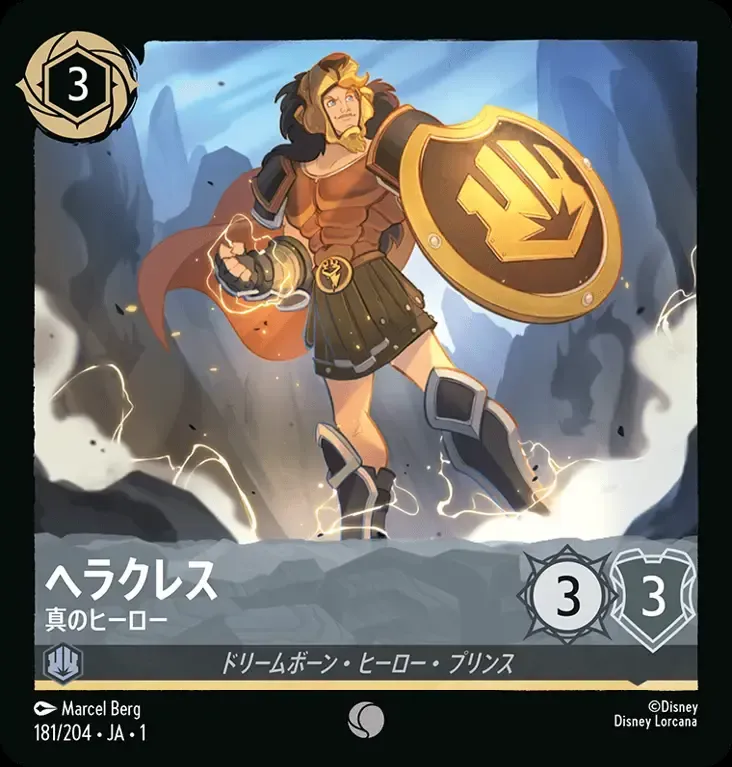 3
ヘラクレス
真のヒーロー
3
3
ドリームボーン・ヒーロー・プリンス
Marcel Berg
181/204・JA・1
©Disney
Disney Lorcana